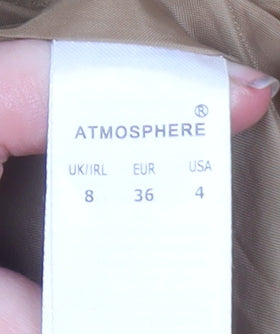 ATMOSPHERE®
UK/IRL EUR USA
8 36 4